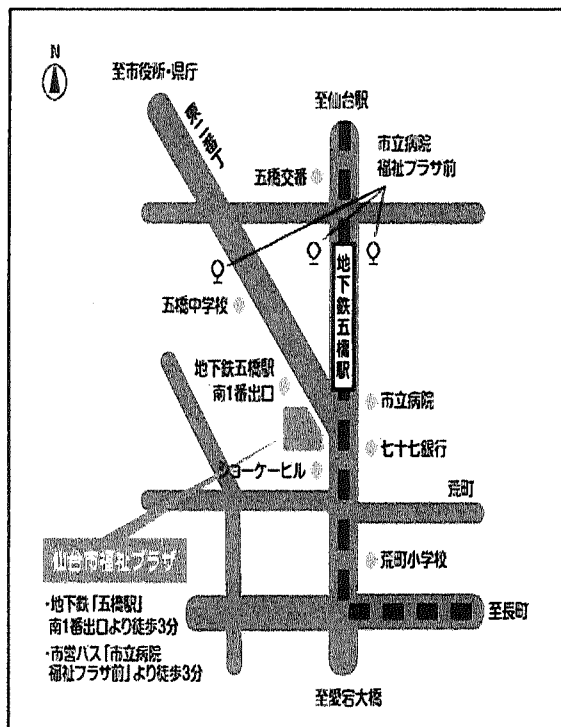 N
至市役所・県庁
至仙台駅
東二番丁
市立病院
福祉プラザ前
五橋交番
地下鉄五橋駅
五橋中学校
地下鉄五橋駅
南1番出口
市立病院
七十七銀行
ショーケービル
荒町
仙台市福祉プラザ
荒町小学校
・地下鉄「五橋駅」
南1番出口より徒歩3分
至長町
・市営バス「市立病院
福祉プラザ前」より徒歩3分
至愛宕大橋